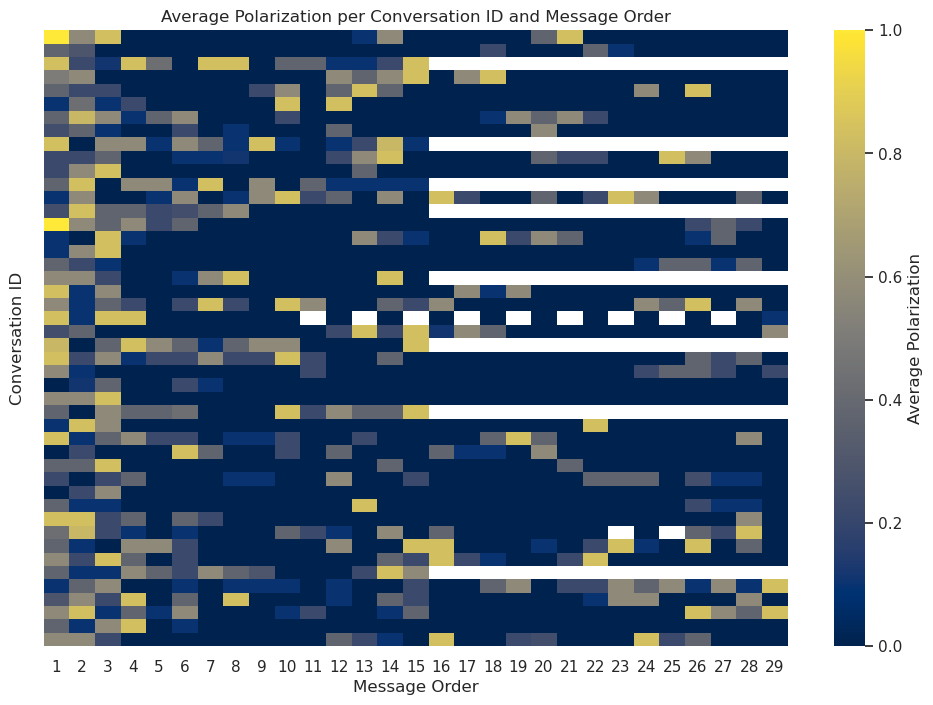 Average Polarization per Conversation ID and Message Order
Conversation ID
1 2 3 4 5 6 7 8 9 10 11 12 13 14 15 16 17 18 19 20 21 22 23 24 25 26 27 28 29
Message Order
1.0
0.8
0.6
0.4
0.2
0.0
Average Polarization